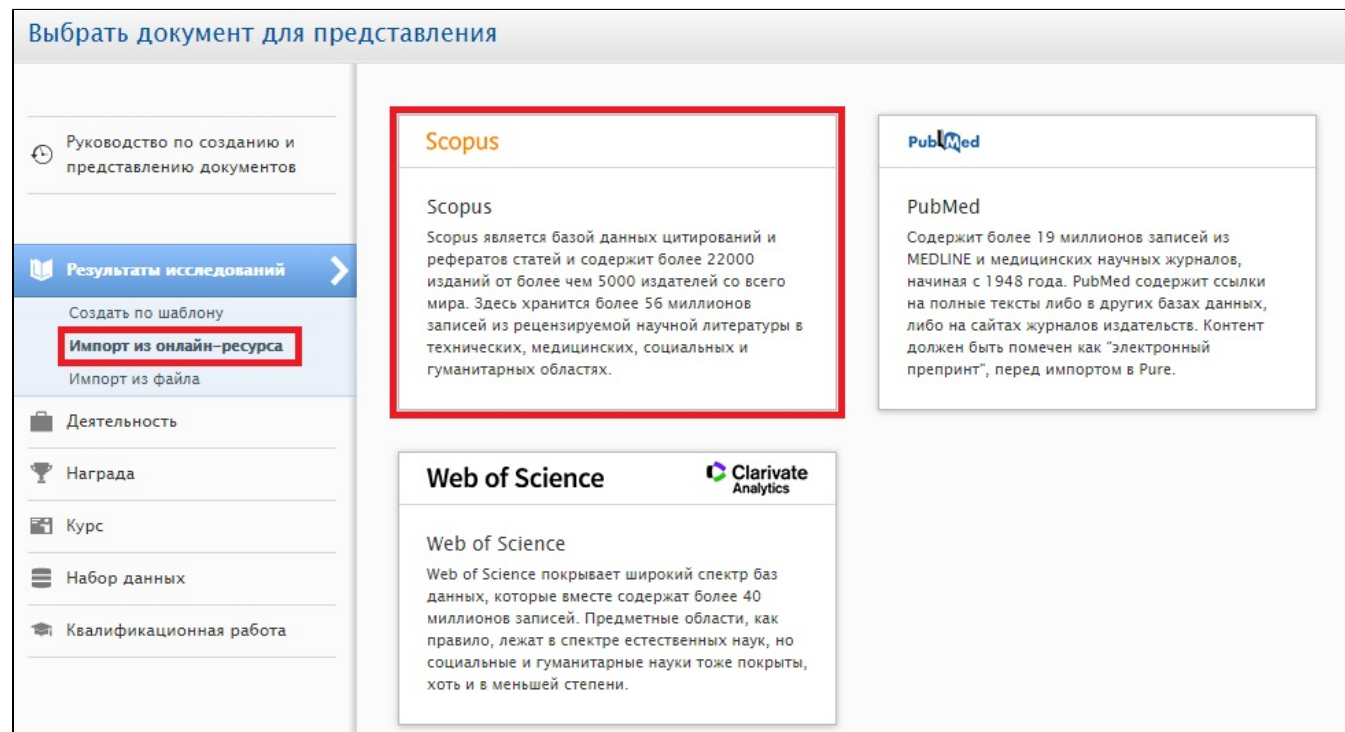 Выбрать документ для представления
Руководство по созданию и
представлению документов
Результаты исследований
Создать по шаблону
Импорт из онлайн-ресурса
Импорт из файла
Деятельность
Награда
Курс
Набор данных
Квалификационная работа
Scopus
Scopus
Scopus является базой данных цитирований и
рефератов статей и содержит более 22000
изданий от более чем 5000 издателей со всего
мира. Здесь хранится более 56 миллионов
записей из рецензируемой научной литературы в
технических, медицинских, социальных и
гуманитарных областях.
PubMed
PubMed
Содержит более 19 миллионов записей из
MEDLINE и медицинских научных журналов,
начиная с 1948 года. PubMed содержит ссылки
на полные тексты либо в других базах данных,
либо на сайтах журналов издательств. Контент
должен быть помечен как "электронный
препринт", перед импортом в Pure.
Web of Science
Clarivate
Analytics
Web of Science
Web of Science покрывает широкий спектр баз
данных, которые вместе содержат более 40
миллионов записей. Предметные области, как
правило, лежат в спектре естественных наук, но
социальные и гуманитарные науки тоже покрыты,
хоть и в меньшей степени.